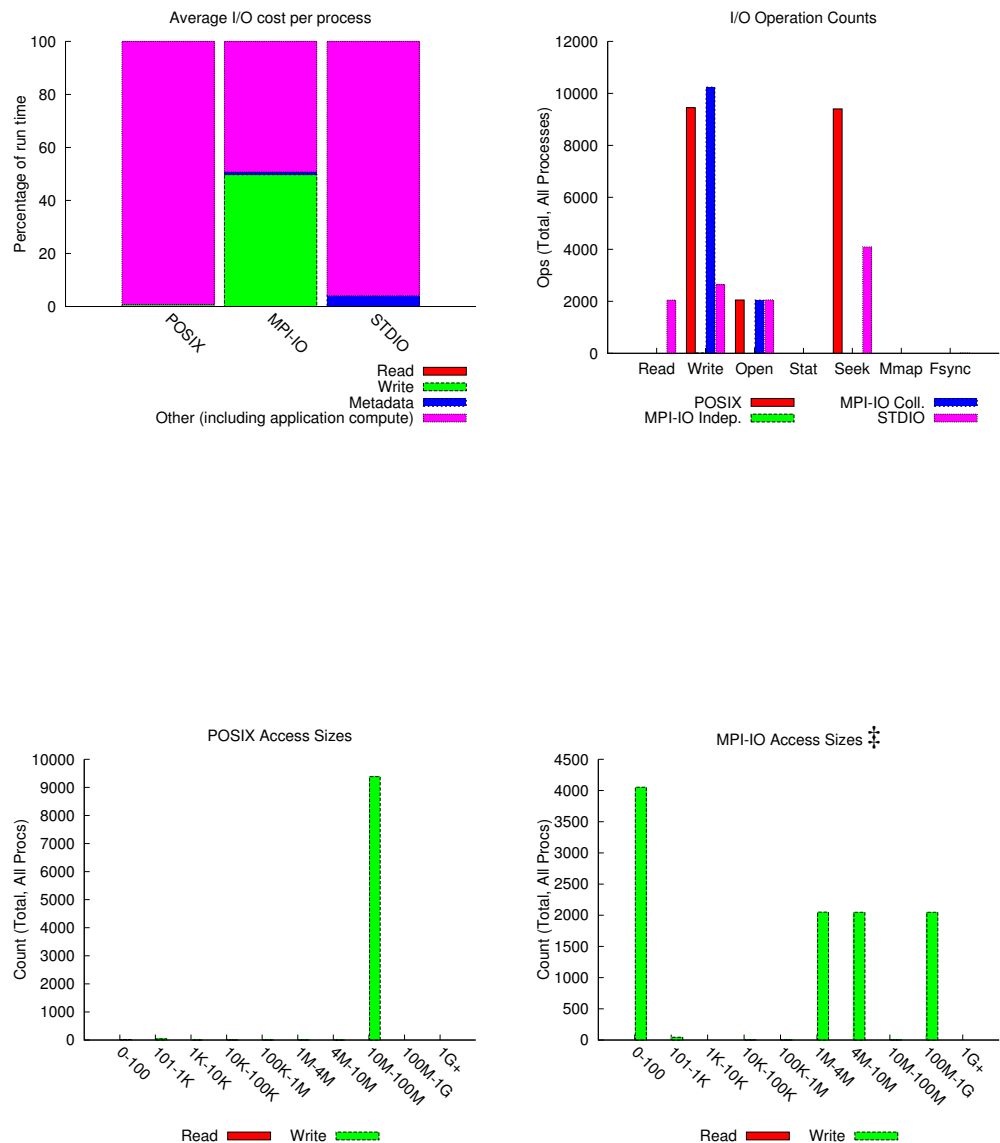 Average I/O cost per process
100
80
60
40
20
0
Percentage of run time
POSIX
MPI-IO
STDIO
Read
Write
Metadata
Other (including application compute)
I/O Operation Counts
12000
10000
8000
6000
4000
2000
0
Ops (Total, All Processes)
Read Write Open Stat Seek Mmap Fsync
POSIX
MPI-IO Indep.
MPI-IO Coll.
STDIO
POSIX Access Sizes
10000
9000
8000
7000
6000
5000
4000
3000
2000
1000
0
Count (Total, All Procs)
0-100
101-1K
1K-10K
10K-100K
100K-1M
1M-4M
4M-10M
10M-100M
100M-1G
1G+
Read Write
MPI-IO Access Sizes ‡
4500
4000
3500
3000
2500
2000
1500
1000
500
0
Count (Total, All Procs)
0-100
101-1K
1K-10K
10K-100K
100K-1M
1M-4M
4M-10M
10M-100M
100M-1G
1G+
Read Write